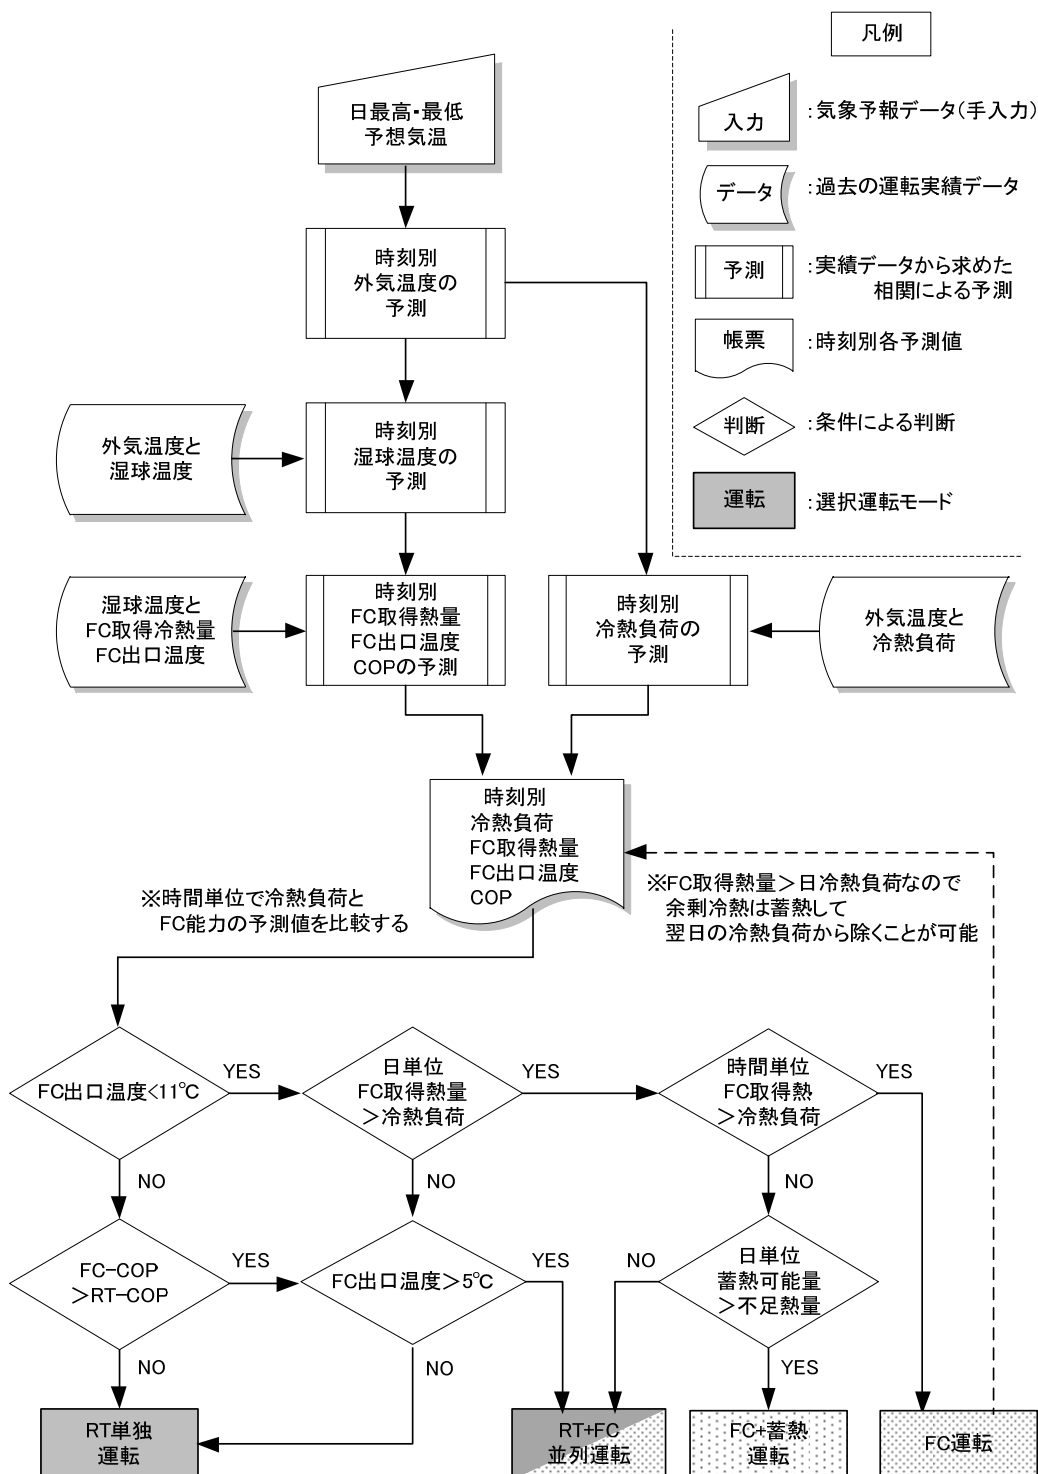 凡例
入力
:気象予報データ(手入力)
データ
:過去の運転実績データ
予測
:実績データから求めた
相関による予測
帳票
:時刻別各予測値
判断
:条件による判断
運転
:選択運転モード
日最高・最低
予想気温
時刻別
外気温度の
予測
外気温度と
湿球温度
時刻別
湿球温度の
予測
湿球温度と
FC取得冷熱量
FC出口温度
時刻別
FC取得熱量
FC出口温度
COPの予測
時刻別
冷熱負荷の
予測
外気温度と
冷熱負荷
時刻別
冷熱負荷
FC取得熱量
FC出口温度
COP
※時間単位で冷熱負荷と
FC能力の予測値を比較する
※FC取得熱量＞日冷熱負荷なので
余剰冷熱は蓄熱して
翌日の冷熱負荷から除くことが可能
FC出口温度<11℃
YES
日単位
FC取得熱量
＞冷熱負荷
YES
時間単位
FC取得熱
＞冷熱負荷
YES
NO
NO
NO
FC-COP
＞RT-COP
YES
FC出口温度＞5℃
YES
NO
日単位
蓄熱可能量
＞不足熱量
NO
NO
YES
RT単独
運転
RT+FC
並列運転
FC+蓄熱
運転
FC運転